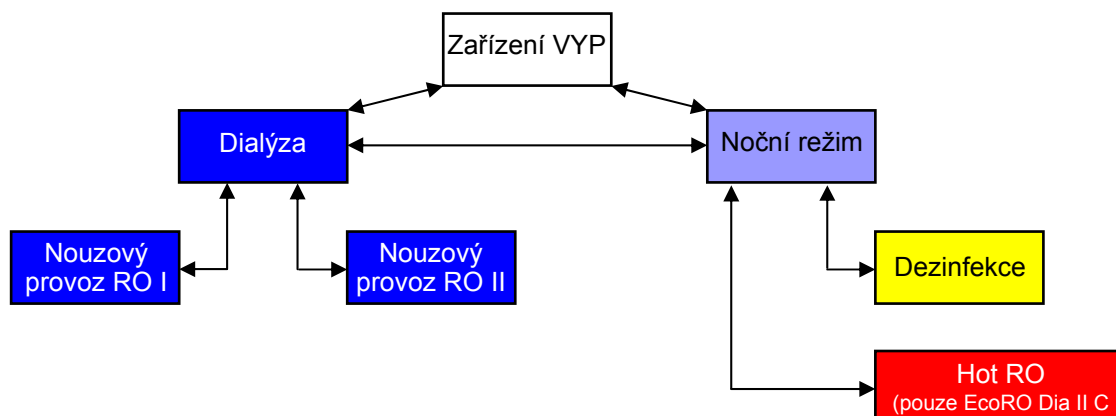 Zařízení VYP
Dialýza
Noční režim
Nouzový
provoz RO I
Nouzový
provoz RO II
Dezinfekce
Hot RO
(pouze EcoRO Dia II C